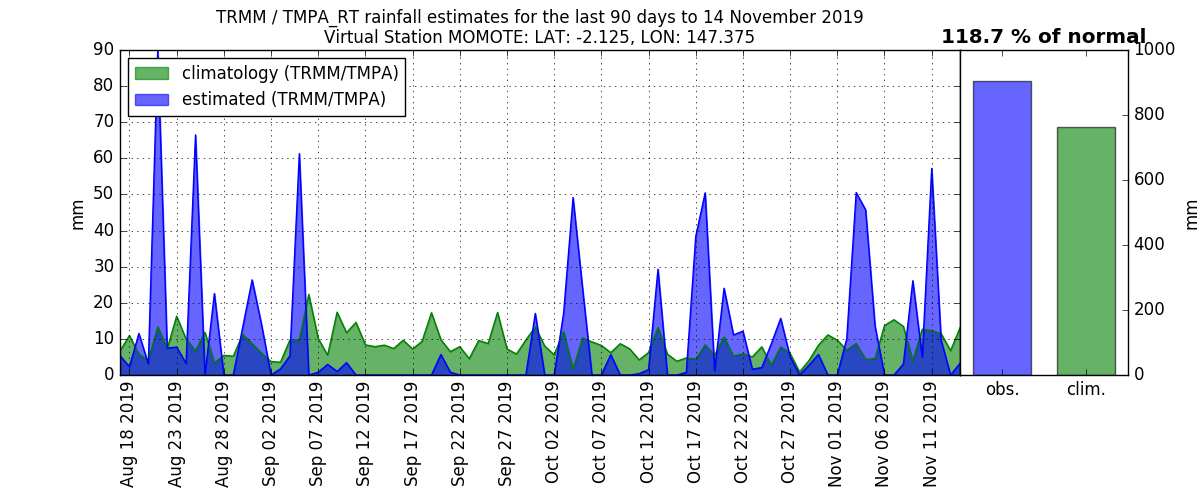 TRMM / TMPA_RT rainfall estimates for the last 90 days to 14 November 2019
Virtual Station MOMOTE: LAT: -2.125, LON: 147.375
118.7 % of normal
climatology (TRMM/TMPA)
estimated (TRMM/TMPA)
mm
90
80
70
60
50
40
30
20
10
0
Aug 18 2019
Aug 23 2019
Aug 28 2019
Sep 02 2019
Sep 07 2019
Sep 12 2019
Sep 17 2019
Sep 22 2019
Sep 27 2019
Oct 02 2019
Oct 07 2019
Oct 12 2019
Oct 17 2019
Oct 22 2019
Oct 27 2019
Nov 01 2019
Nov 06 2019
Nov 11 2019
obs.
clim.
1000
800
600
400
200
0
mm